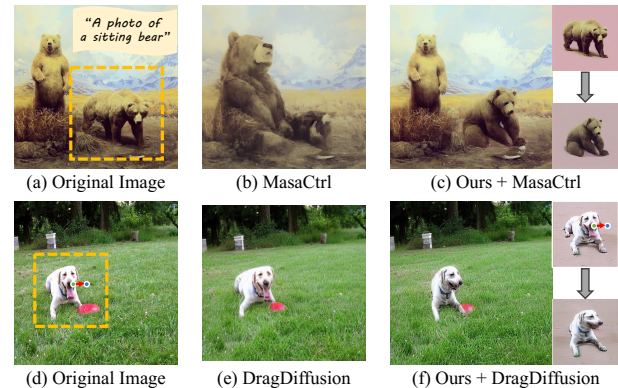 "A photo of
a sitting bear"
(a) Original Image
(b) MasaCtrl
(c) Ours + MasaCtrl
(d) Original Image
(e) DragDiffusion
(f) Ours + DragDiffusion